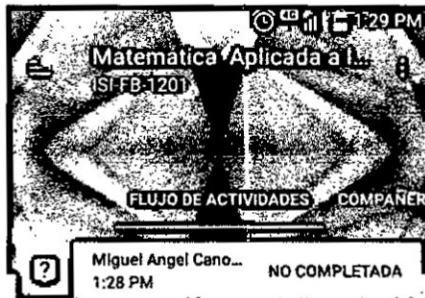 1:29 PM
Matemática Aplicada a l...
ISI-FB-1201
FLUJO DE ACTIVIDADES COMPAÑER
Miguel Angel Cano...
1:28 PM NO COMPLETADA